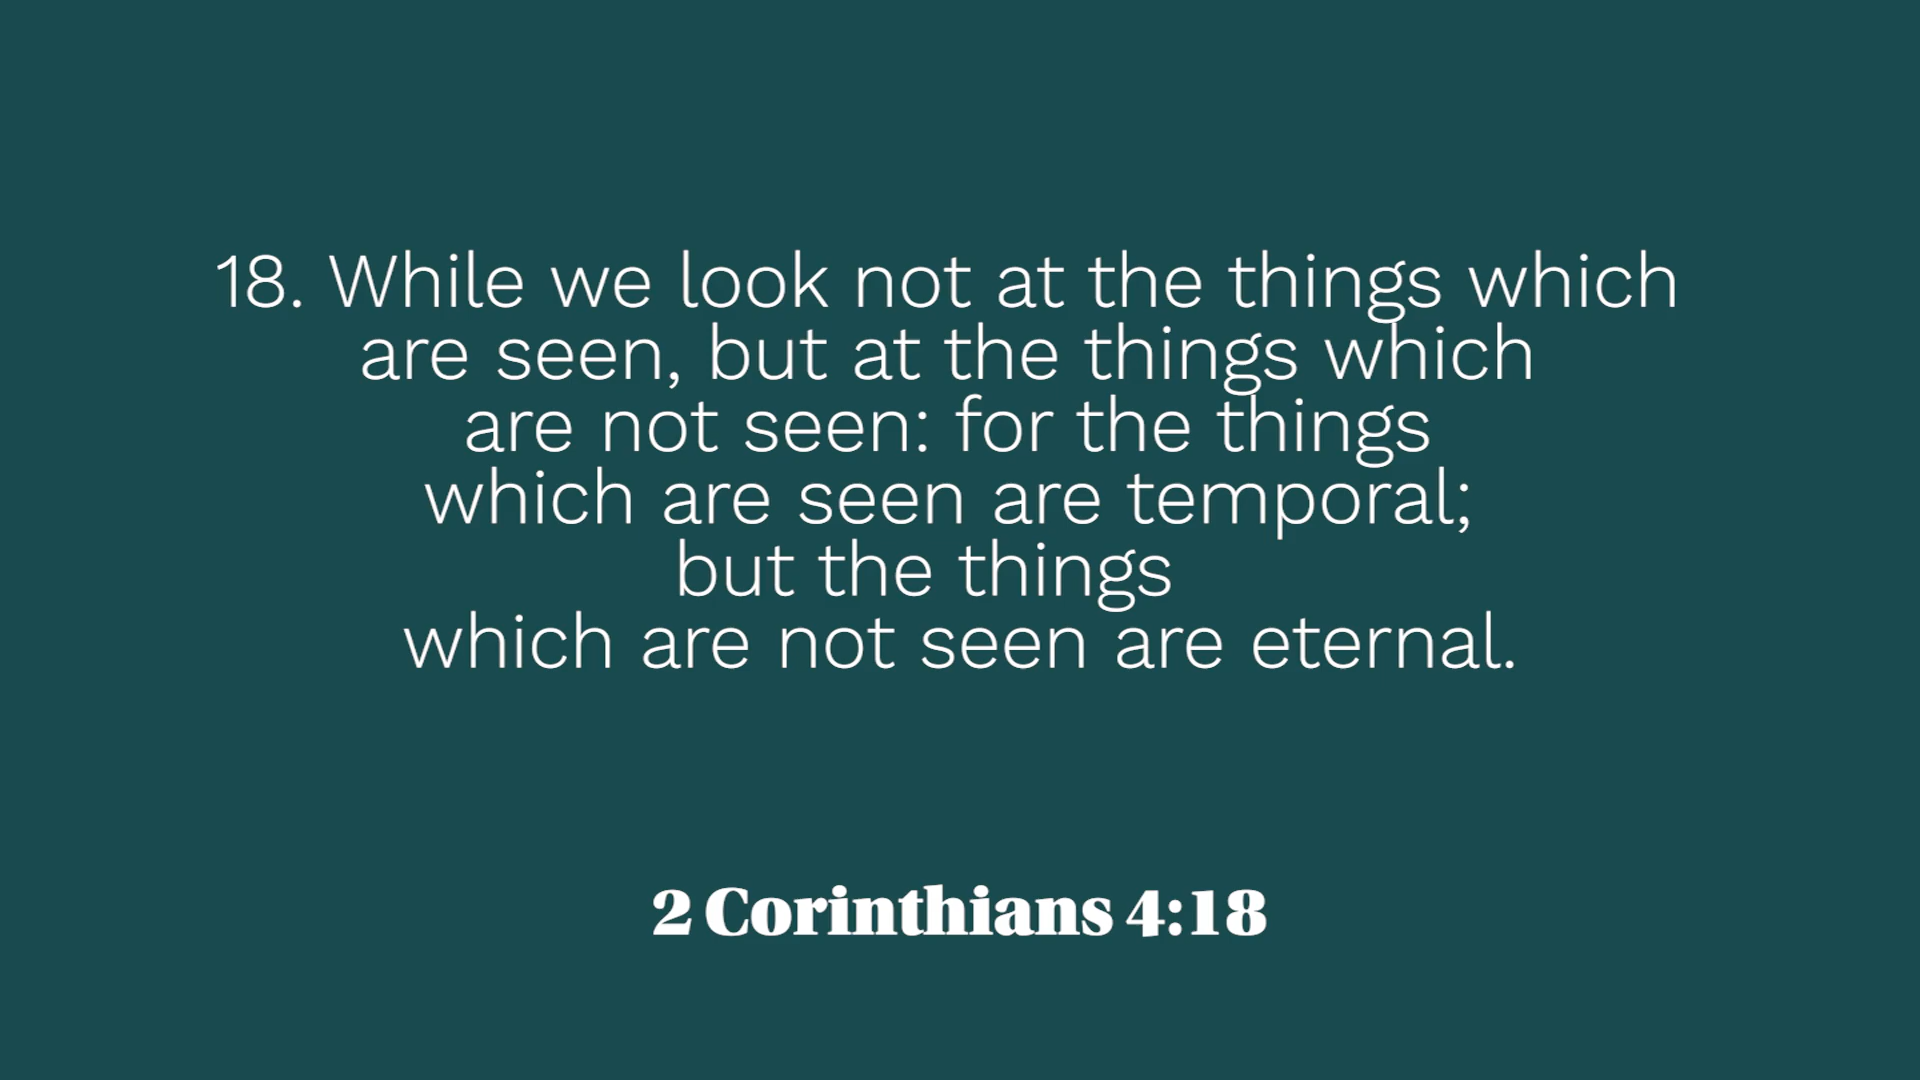 18. While we look not at the things which
are seen, but at the things which
are not seen: for the things
which are seen are temporal;
but the things
which are not seen are eternal.
2 Corinthians 4:18